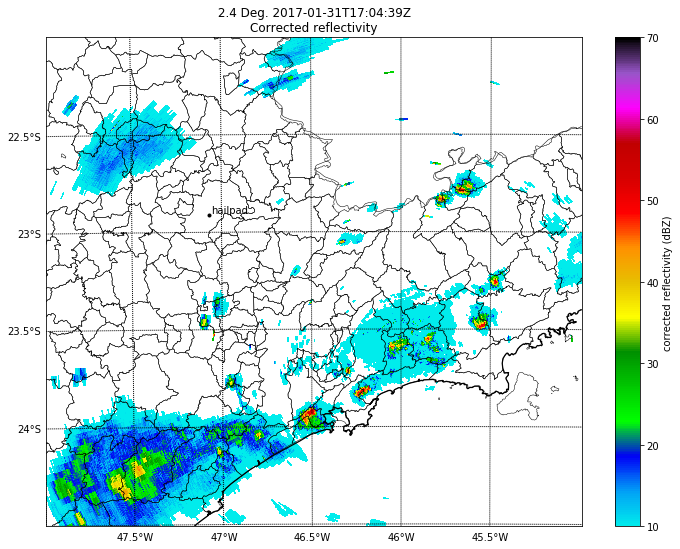 2.4 Deg. 2017-01-31T17:04:39Z
Corrected reflectivity
70
60
50
40
30
20
10
corrected reflectivity (dBZ)
22.5°S
23°S
23.5°S
24°S
hailpad
47.5°W
47°W
46.5°W
46°W
45.5°W